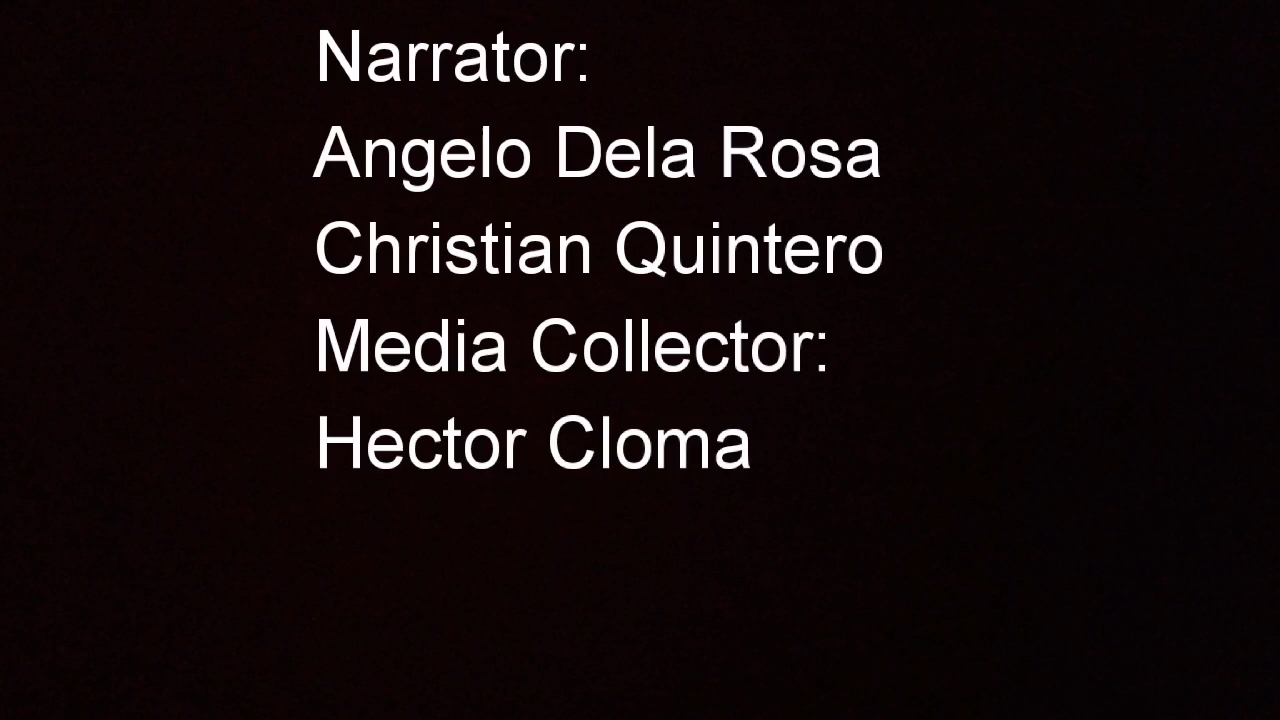 Narrator:
Angelo Dela Rosa
Christian Quintero
Media Collector:
Hector Cloma